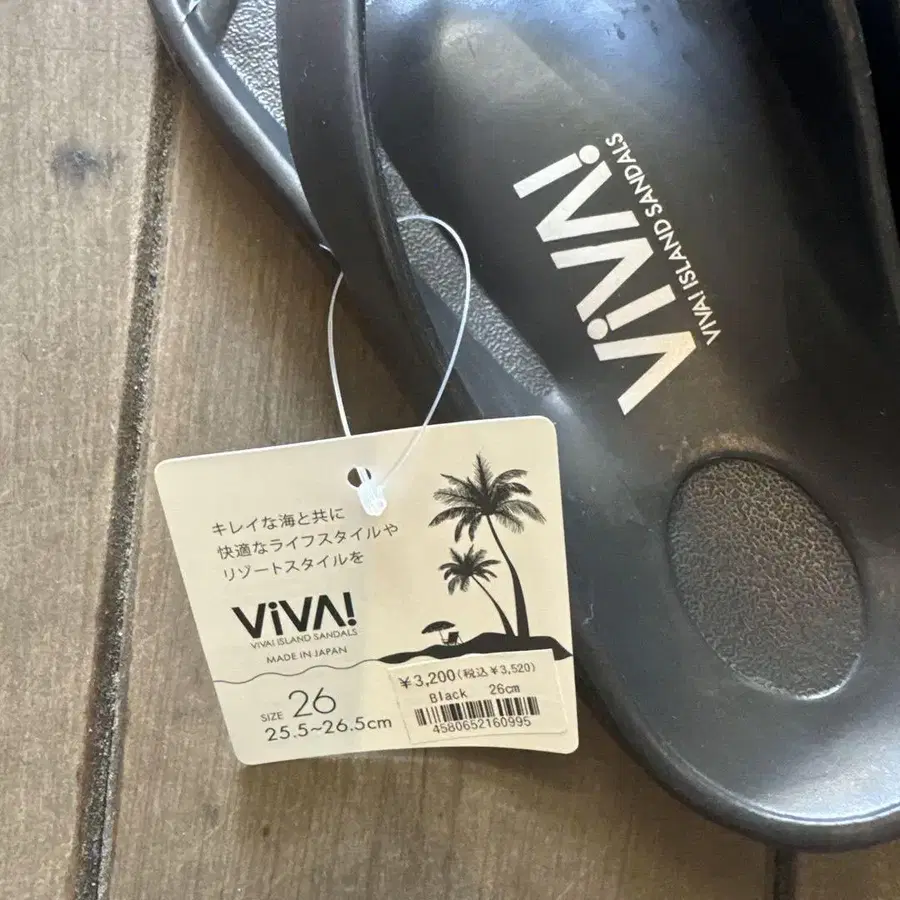 ViVA!
VIVA! ISLAND SANDALS
キレイな海と共に
快適なライフスタイルや
リゾートスタイルを
ViVA!
VIVA! ISLAND SANDALS
MADE IN JAPAN
SIZE 26
25.5~26.5cm
¥3,200(税込¥3,520)
Black 26cm
4580652160995